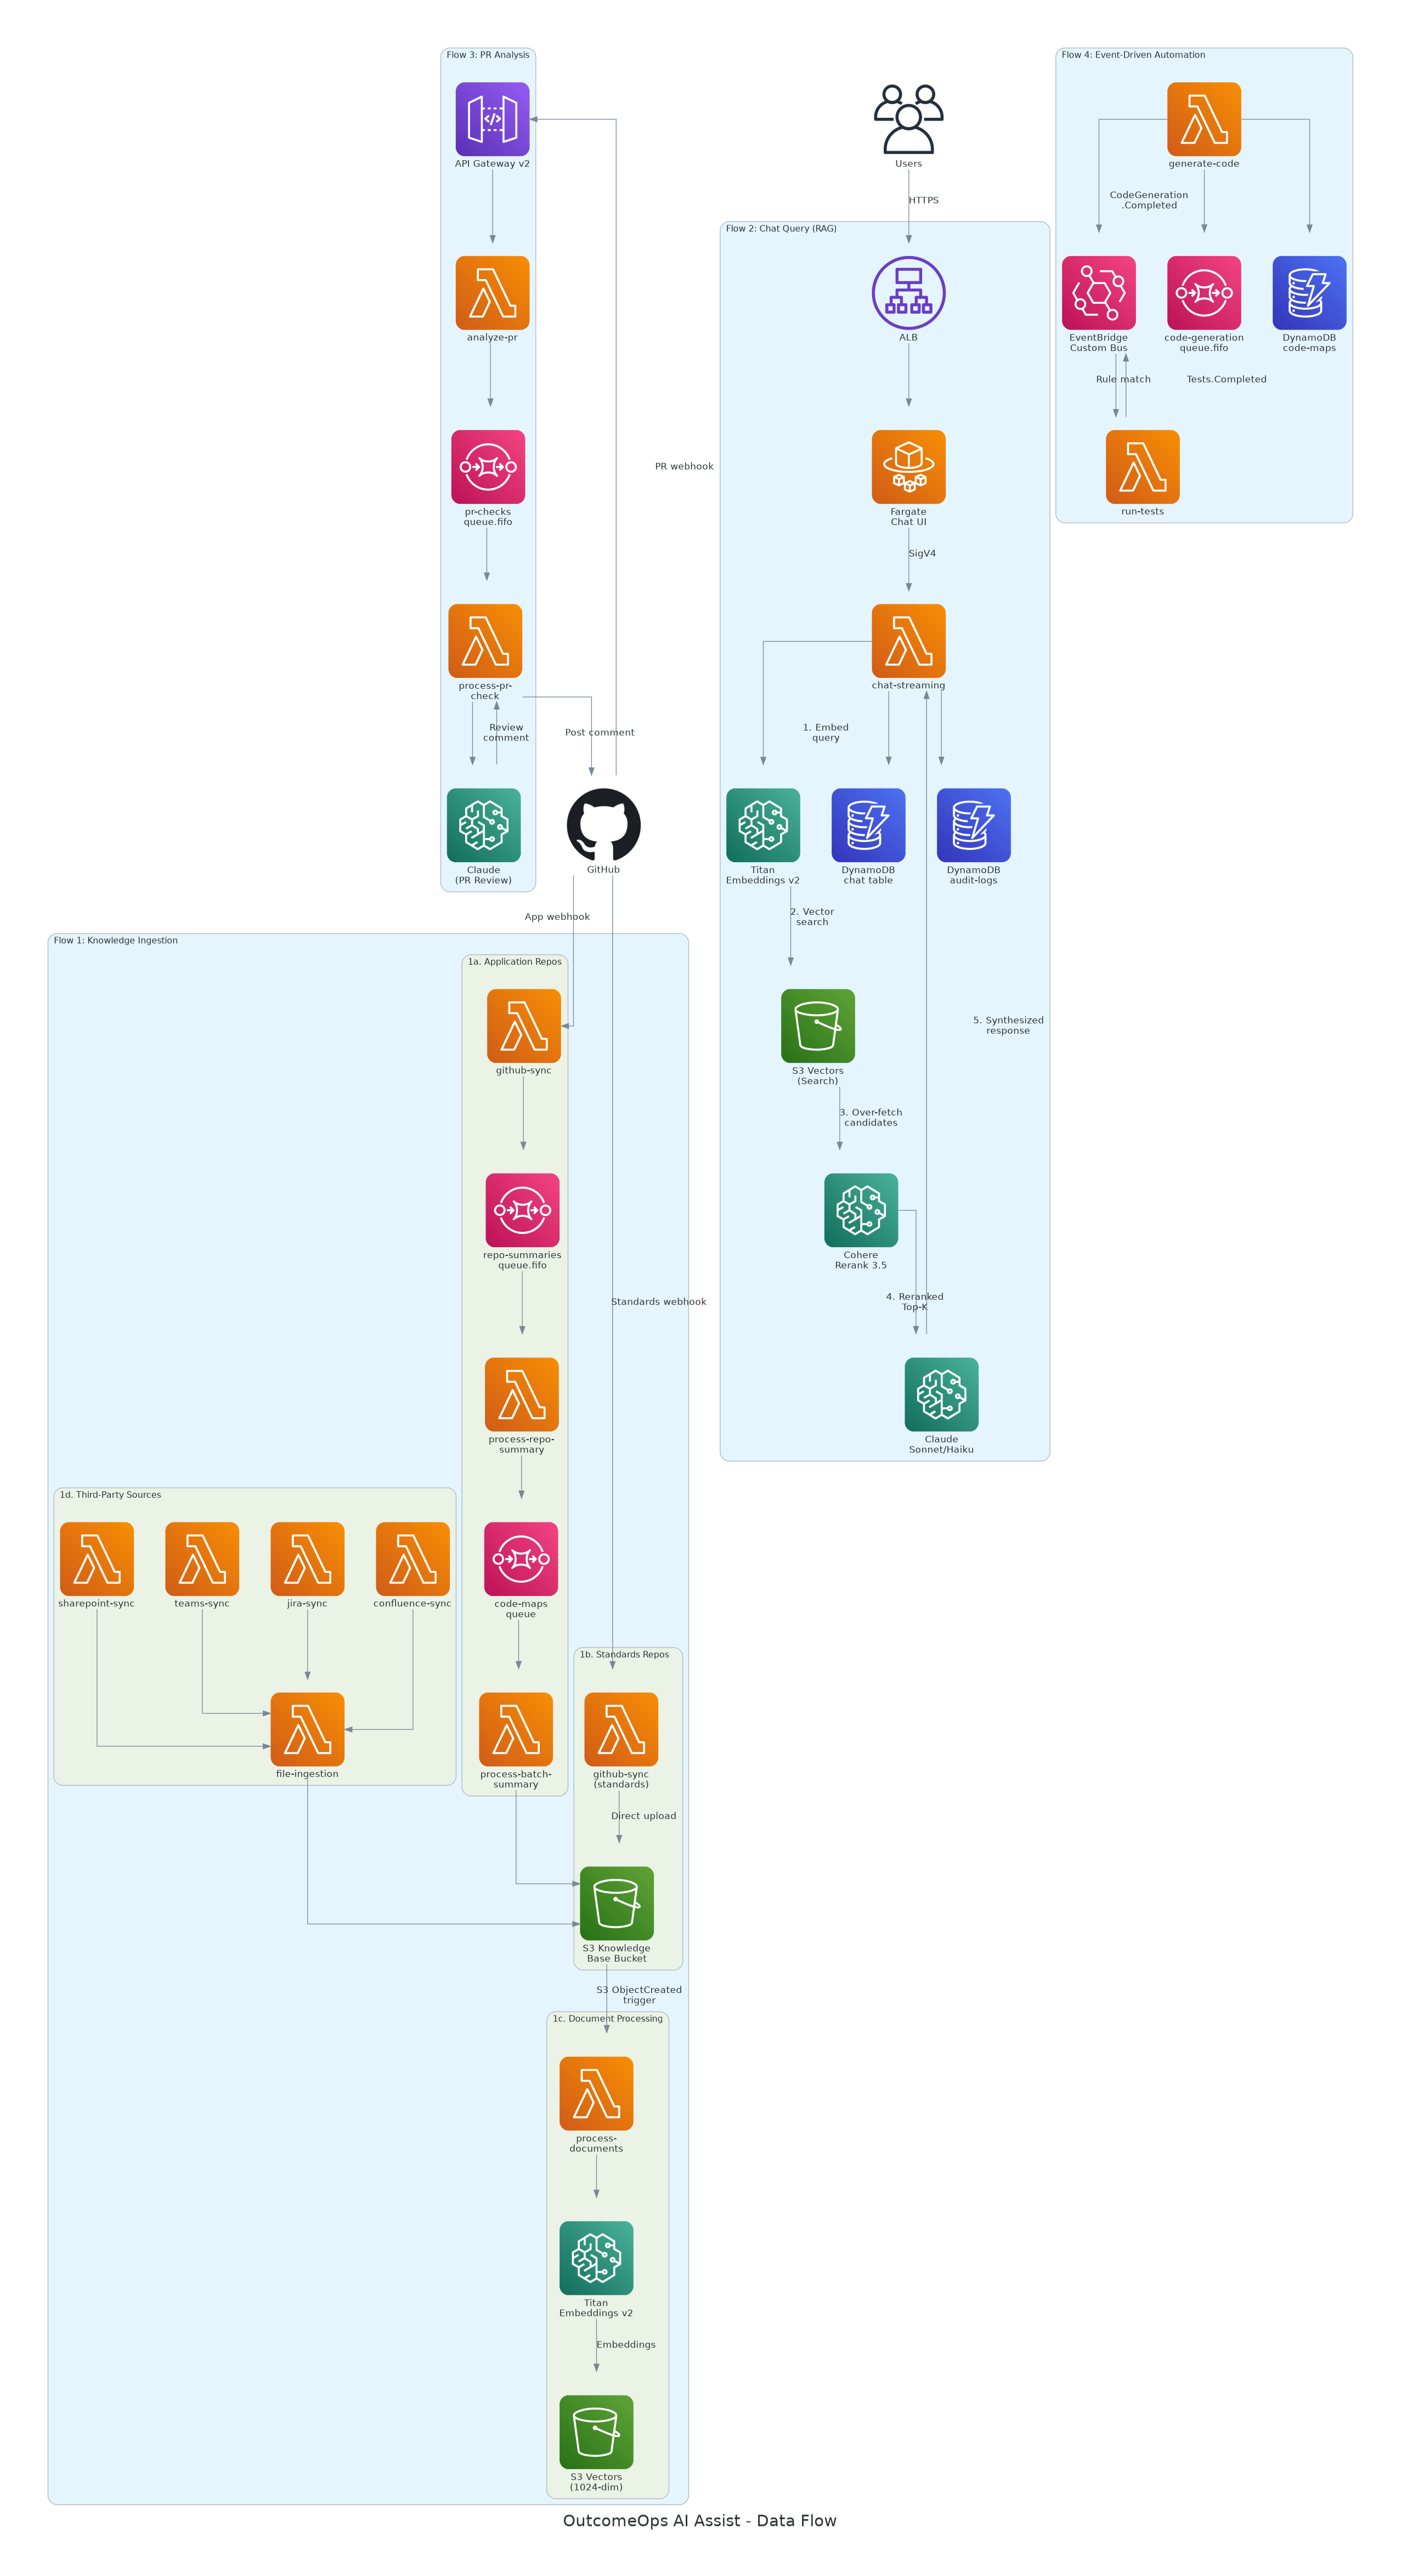 Flow 3: PR Analysis
API Gateway v2
analyze-pr
pr-checks
queue.fifo
process-pr-
check
Review
comment
Claude
(PR Review)
Post comment
PR webhook
GitHub
App webhook
Standards webhook
Users
HTTPS
Flow 2: Chat Query (RAG)
ALB
Fargate
Chat UI
SigV4
chat-streaming
1. Embed
query
Titan
Embeddings v2
DynamoDB
chat table
DynamoDB
audit-logs
2. Vector
search
S3 Vectors
(Search)
3. Over-fetch
candidates
Cohere
Rerank 3.5
4. Reranked
Top-K
5. Synthesized
response
Claude
Sonnet/Haiku
Flow 4: Event-Driven Automation
generate-code
CodeGeneration
.Completed
EventBridge
Custom Bus
code-generation
queue.fifo
DynamoDB
code-maps
Rule match
Tests.Completed
run-tests
Flow 1: Knowledge Ingestion
1a. Application Repos
github-sync
repo-summaries
queue.fifo
process-repo-
summary
code-maps
queue
process-batch-
summary
1d. Third-Party Sources
sharepoint-sync
teams-sync
jira-sync
confluence-sync
file-ingestion
1b. Standards Repos
github-sync
(standards)
Direct upload
S3 Knowledge
Base Bucket
S3 ObjectCreated
trigger
1c. Document Processing
process-
documents
Titan
Embeddings v2
Embeddings
S3 Vectors
(1024-dim)
OutcomeOps AI Assist - Data Flow